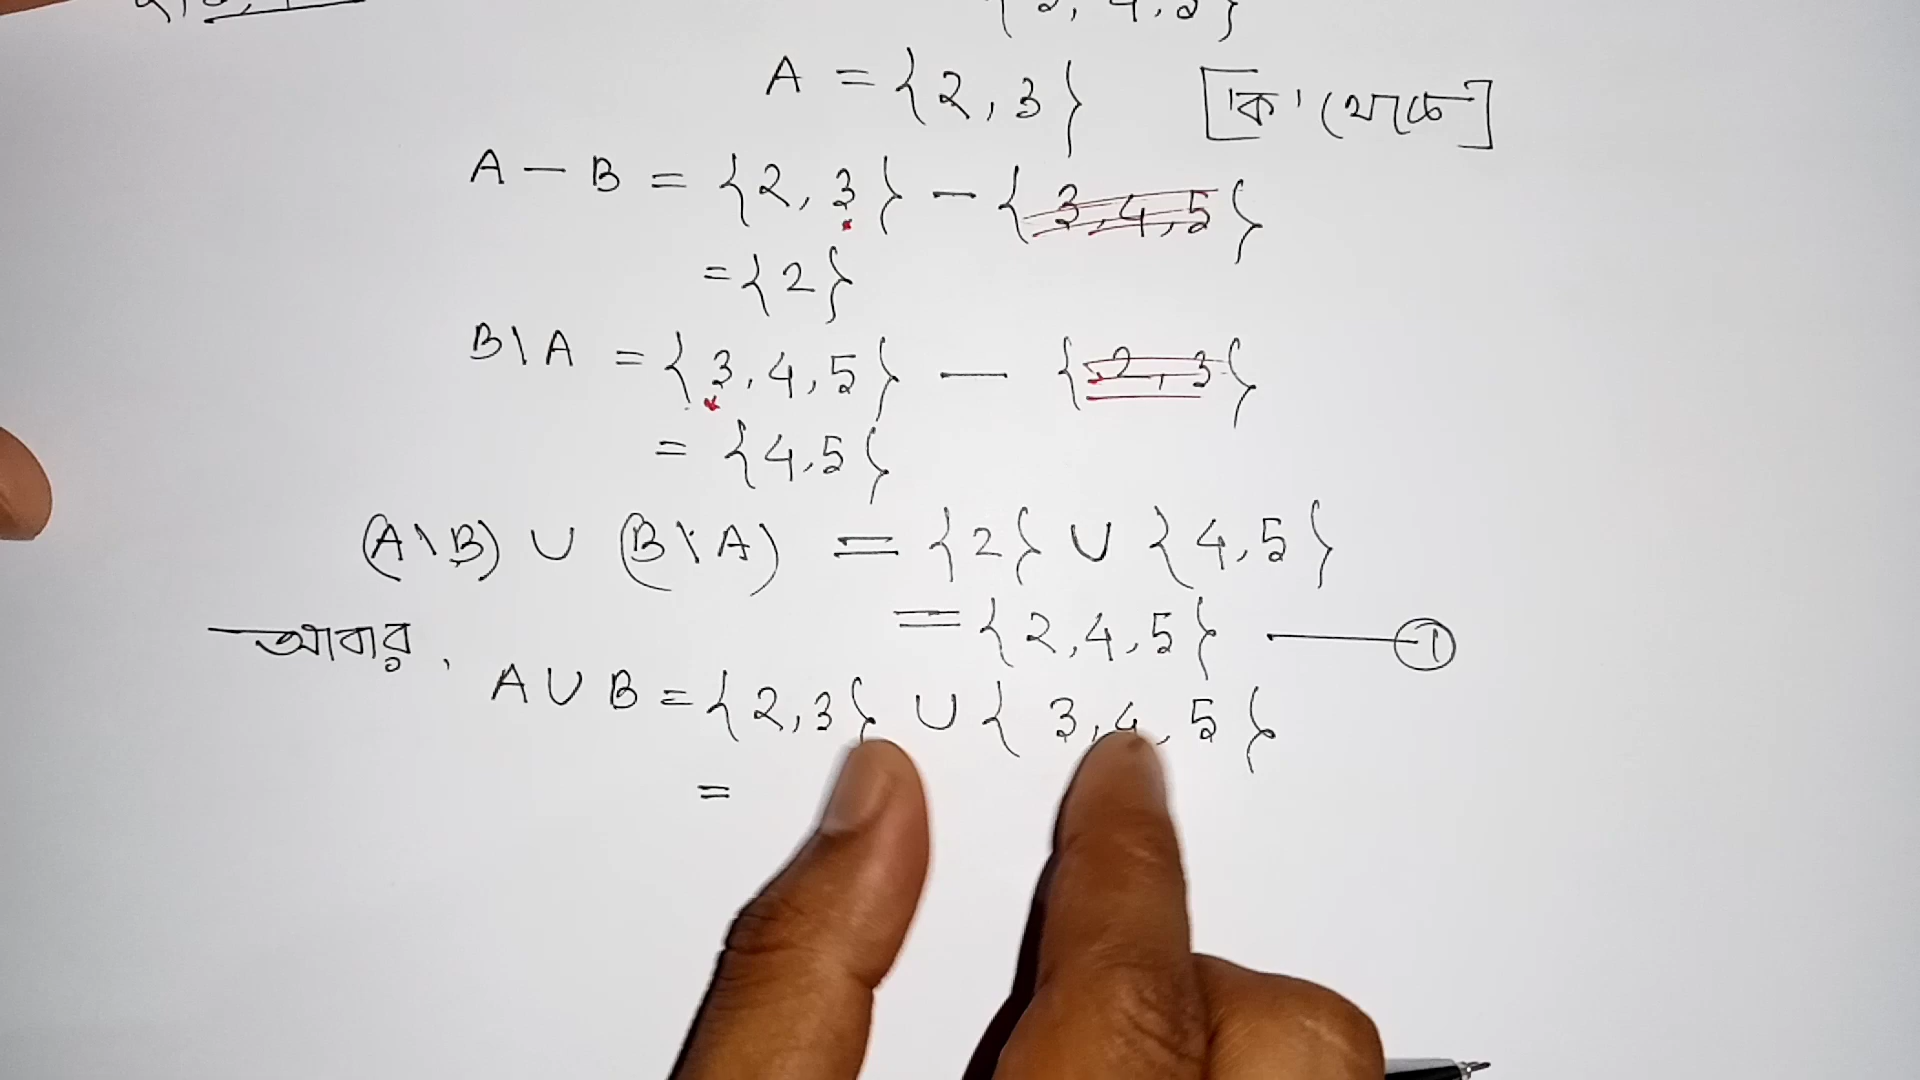 A = {2, 3} ['ক' থেকে]
A - B = {2, 3} - {3, 4, 5}
= {2}
B \ A = {3, 4, 5} - {2, 3}
= {4, 5}
(A \ B) ∪ (B \ A) = {2} ∪ {4, 5}
= {2, 4, 5} —— ①
আবার,
A ∪ B = {2, 3} ∪ {3, 4, 5}
=